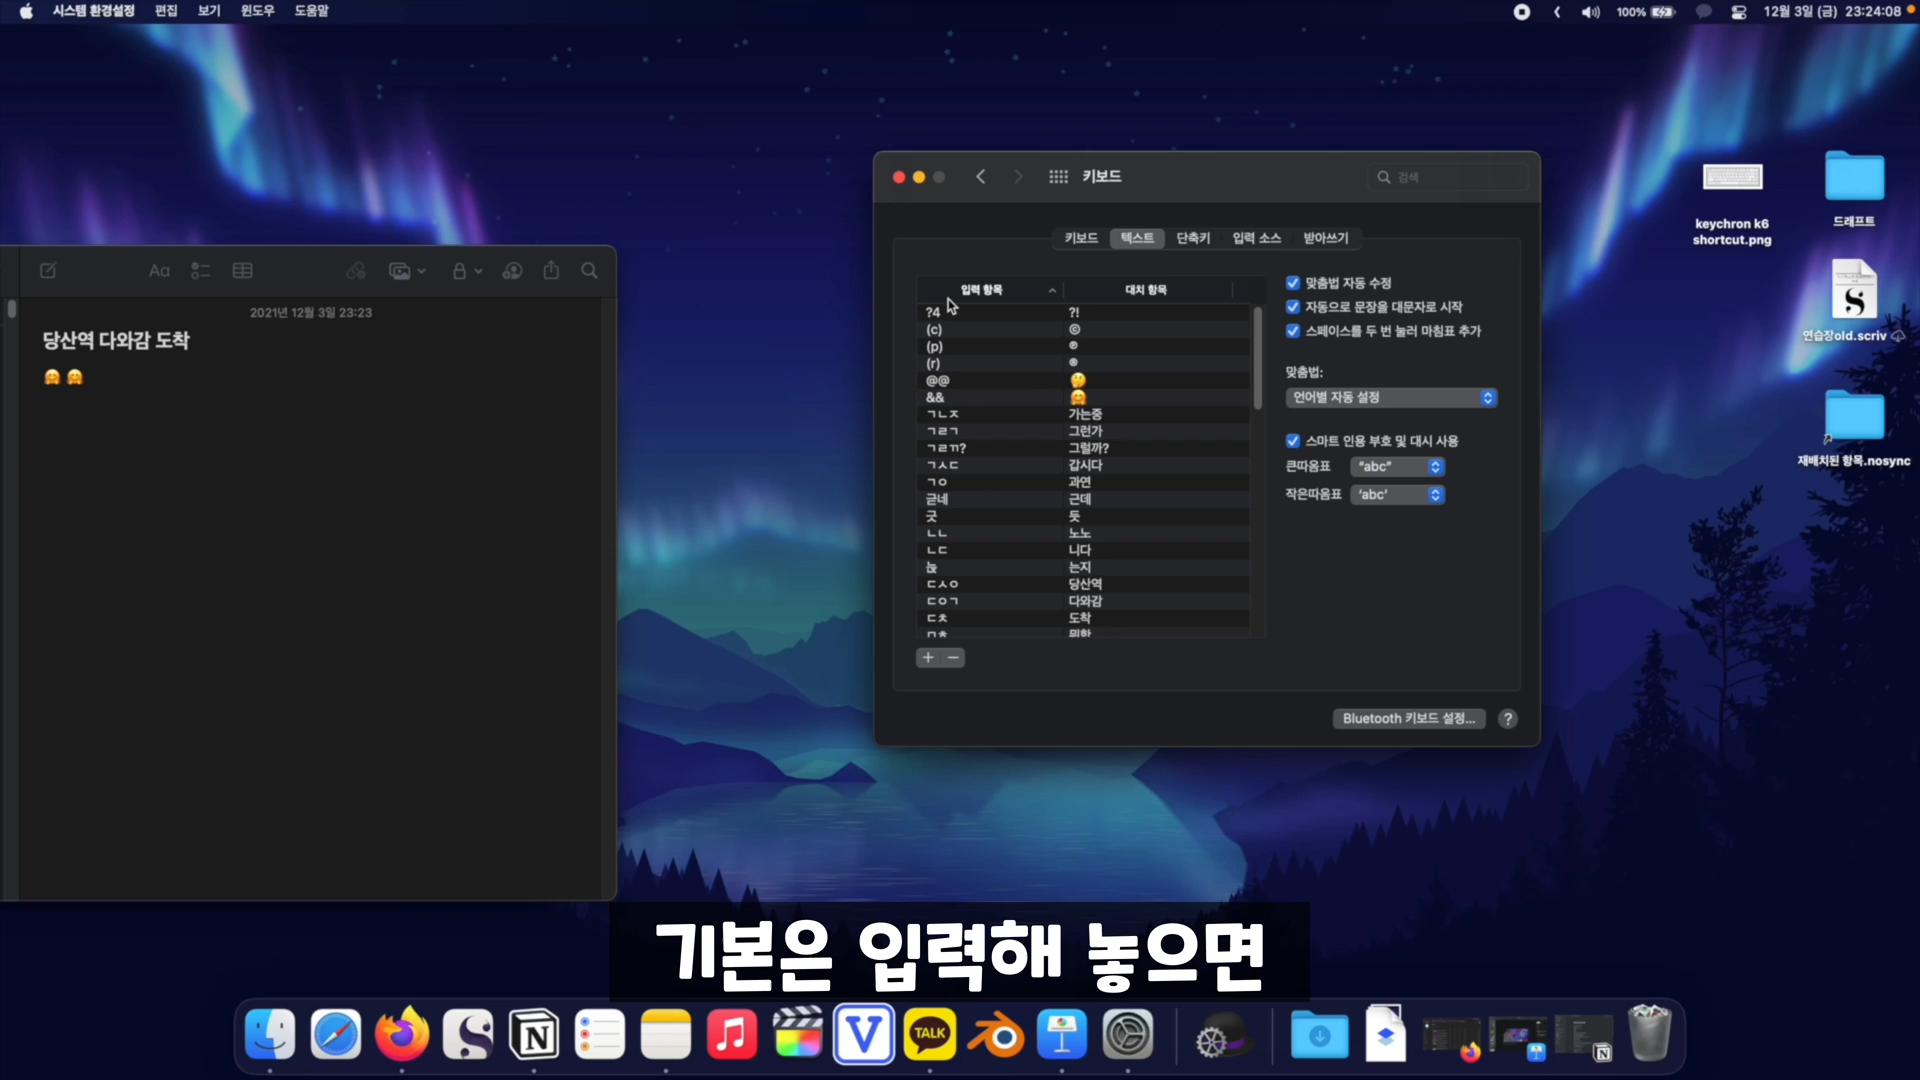 시스템 환경설정 편집 보기 윈도우 도움말
100% 12월 3일 (금) 23:24:08
키보드
검색
키보드 텍스트 단축키 입력 소스 받아쓰기
입력 항목 대치 항목
?4 ?!
(c) ©
(p) ℗
(r) ®
@@ 🤔
&& 🤗
ㄱㄴㅈ 가는중
ㄱㄹㄱ 그런가
ㄱㄹㄲ? 그럴까?
ㄱㅅㄷ 갑시다
ㄱㅇ 과연
귿네 근데
긋 듯
ㄴㄴ 노노
ㄴㄷ 니다
눉 는지
ㄷㅅㅇ 당산역
ㄷㅇㄱ 다와감
ㄷㅊ 도착
맞춤법 자동 수정
자동으로 문장을 대문자로 시작
스페이스를 두 번 눌러 마침표 추가
맞춤법:
언어별 자동 설정
스마트 인용 부호 및 대시 사용
큰따옴표 “abc”
작은따옴표 ‘abc’
+ −
Bluetooth 키보드 설정... ?
Aa
2021년 12월 3일 23:23
당산역 다와감 도착
🤗 🤗
keychron k6
shortcut.png
드래프트
S
연습장old.scriv
재배치된 항목.nosync
기본은 입력해 놓으면
N
V
TALK
N